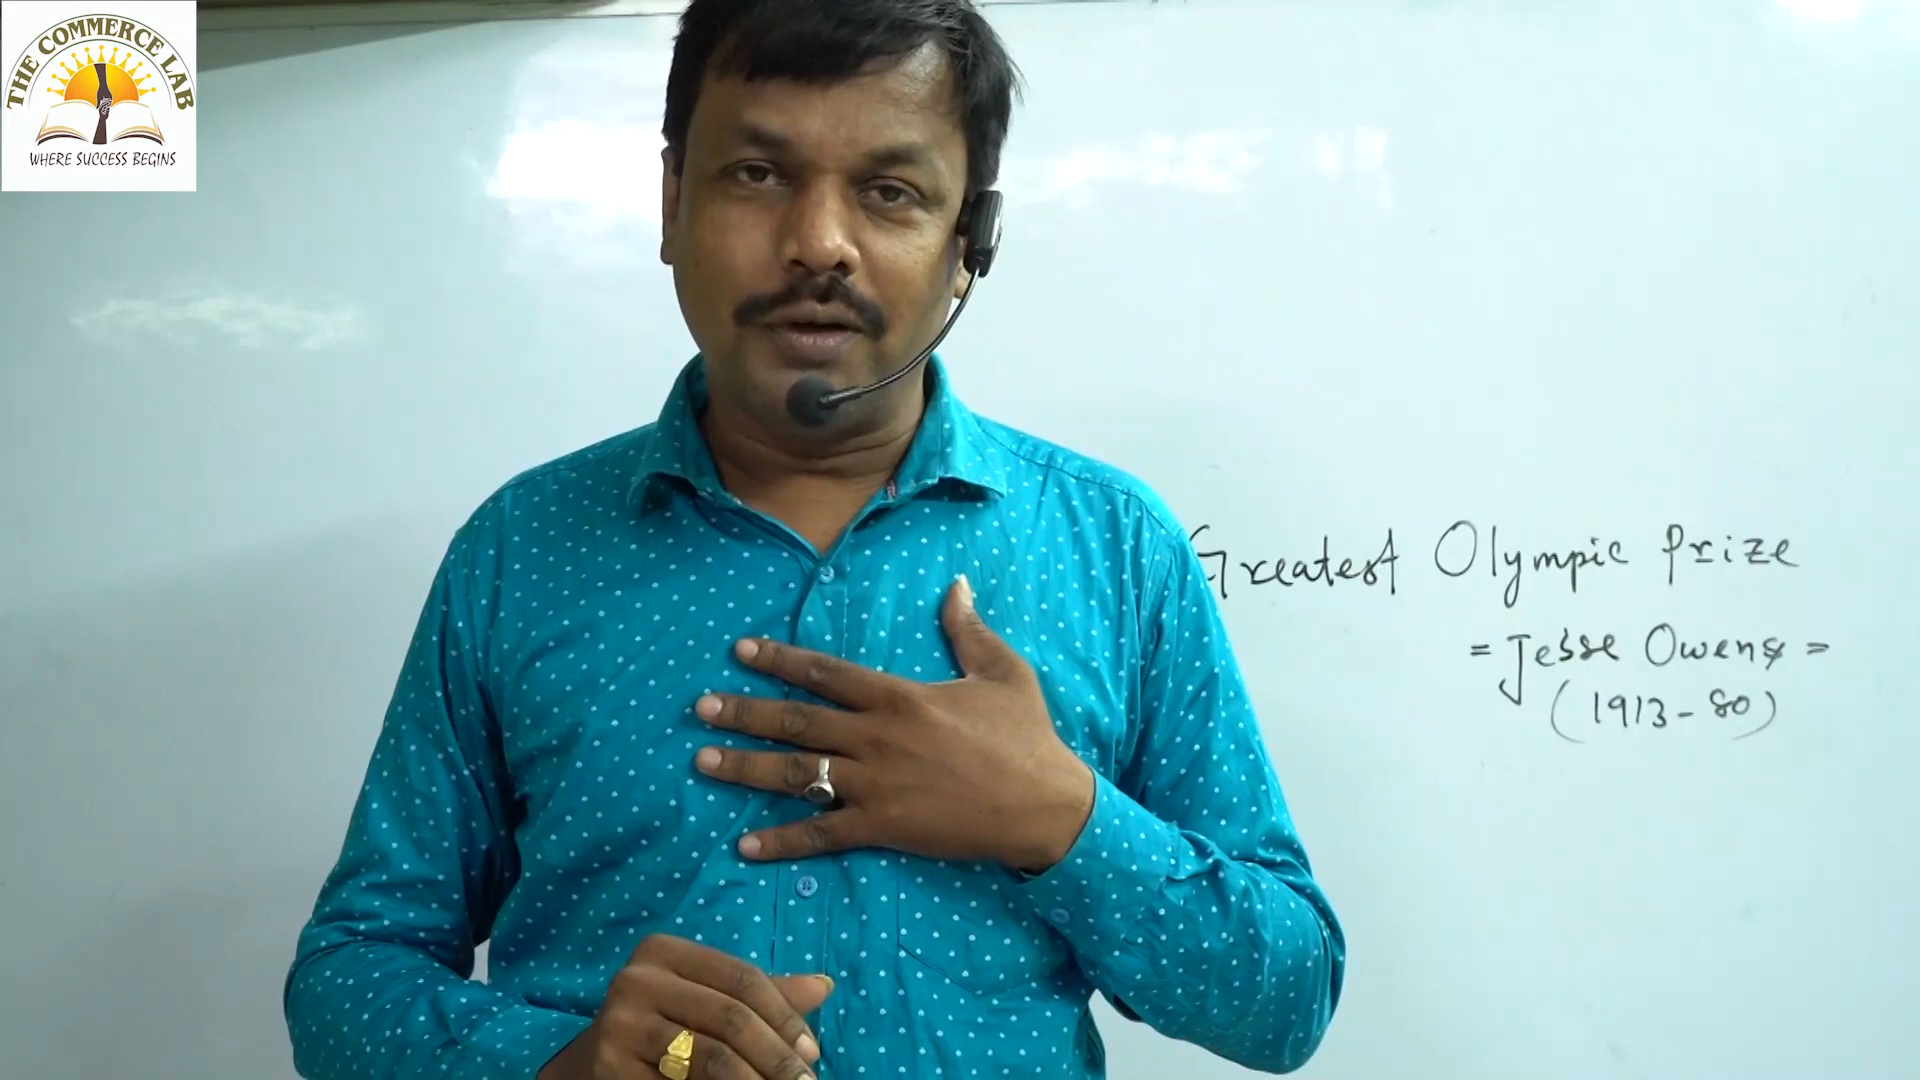 THE COMMERCE LAB
WHERE SUCCESS BEGINS
Greatest Olympic Prize
= Jesse Owens =
(1913-80)